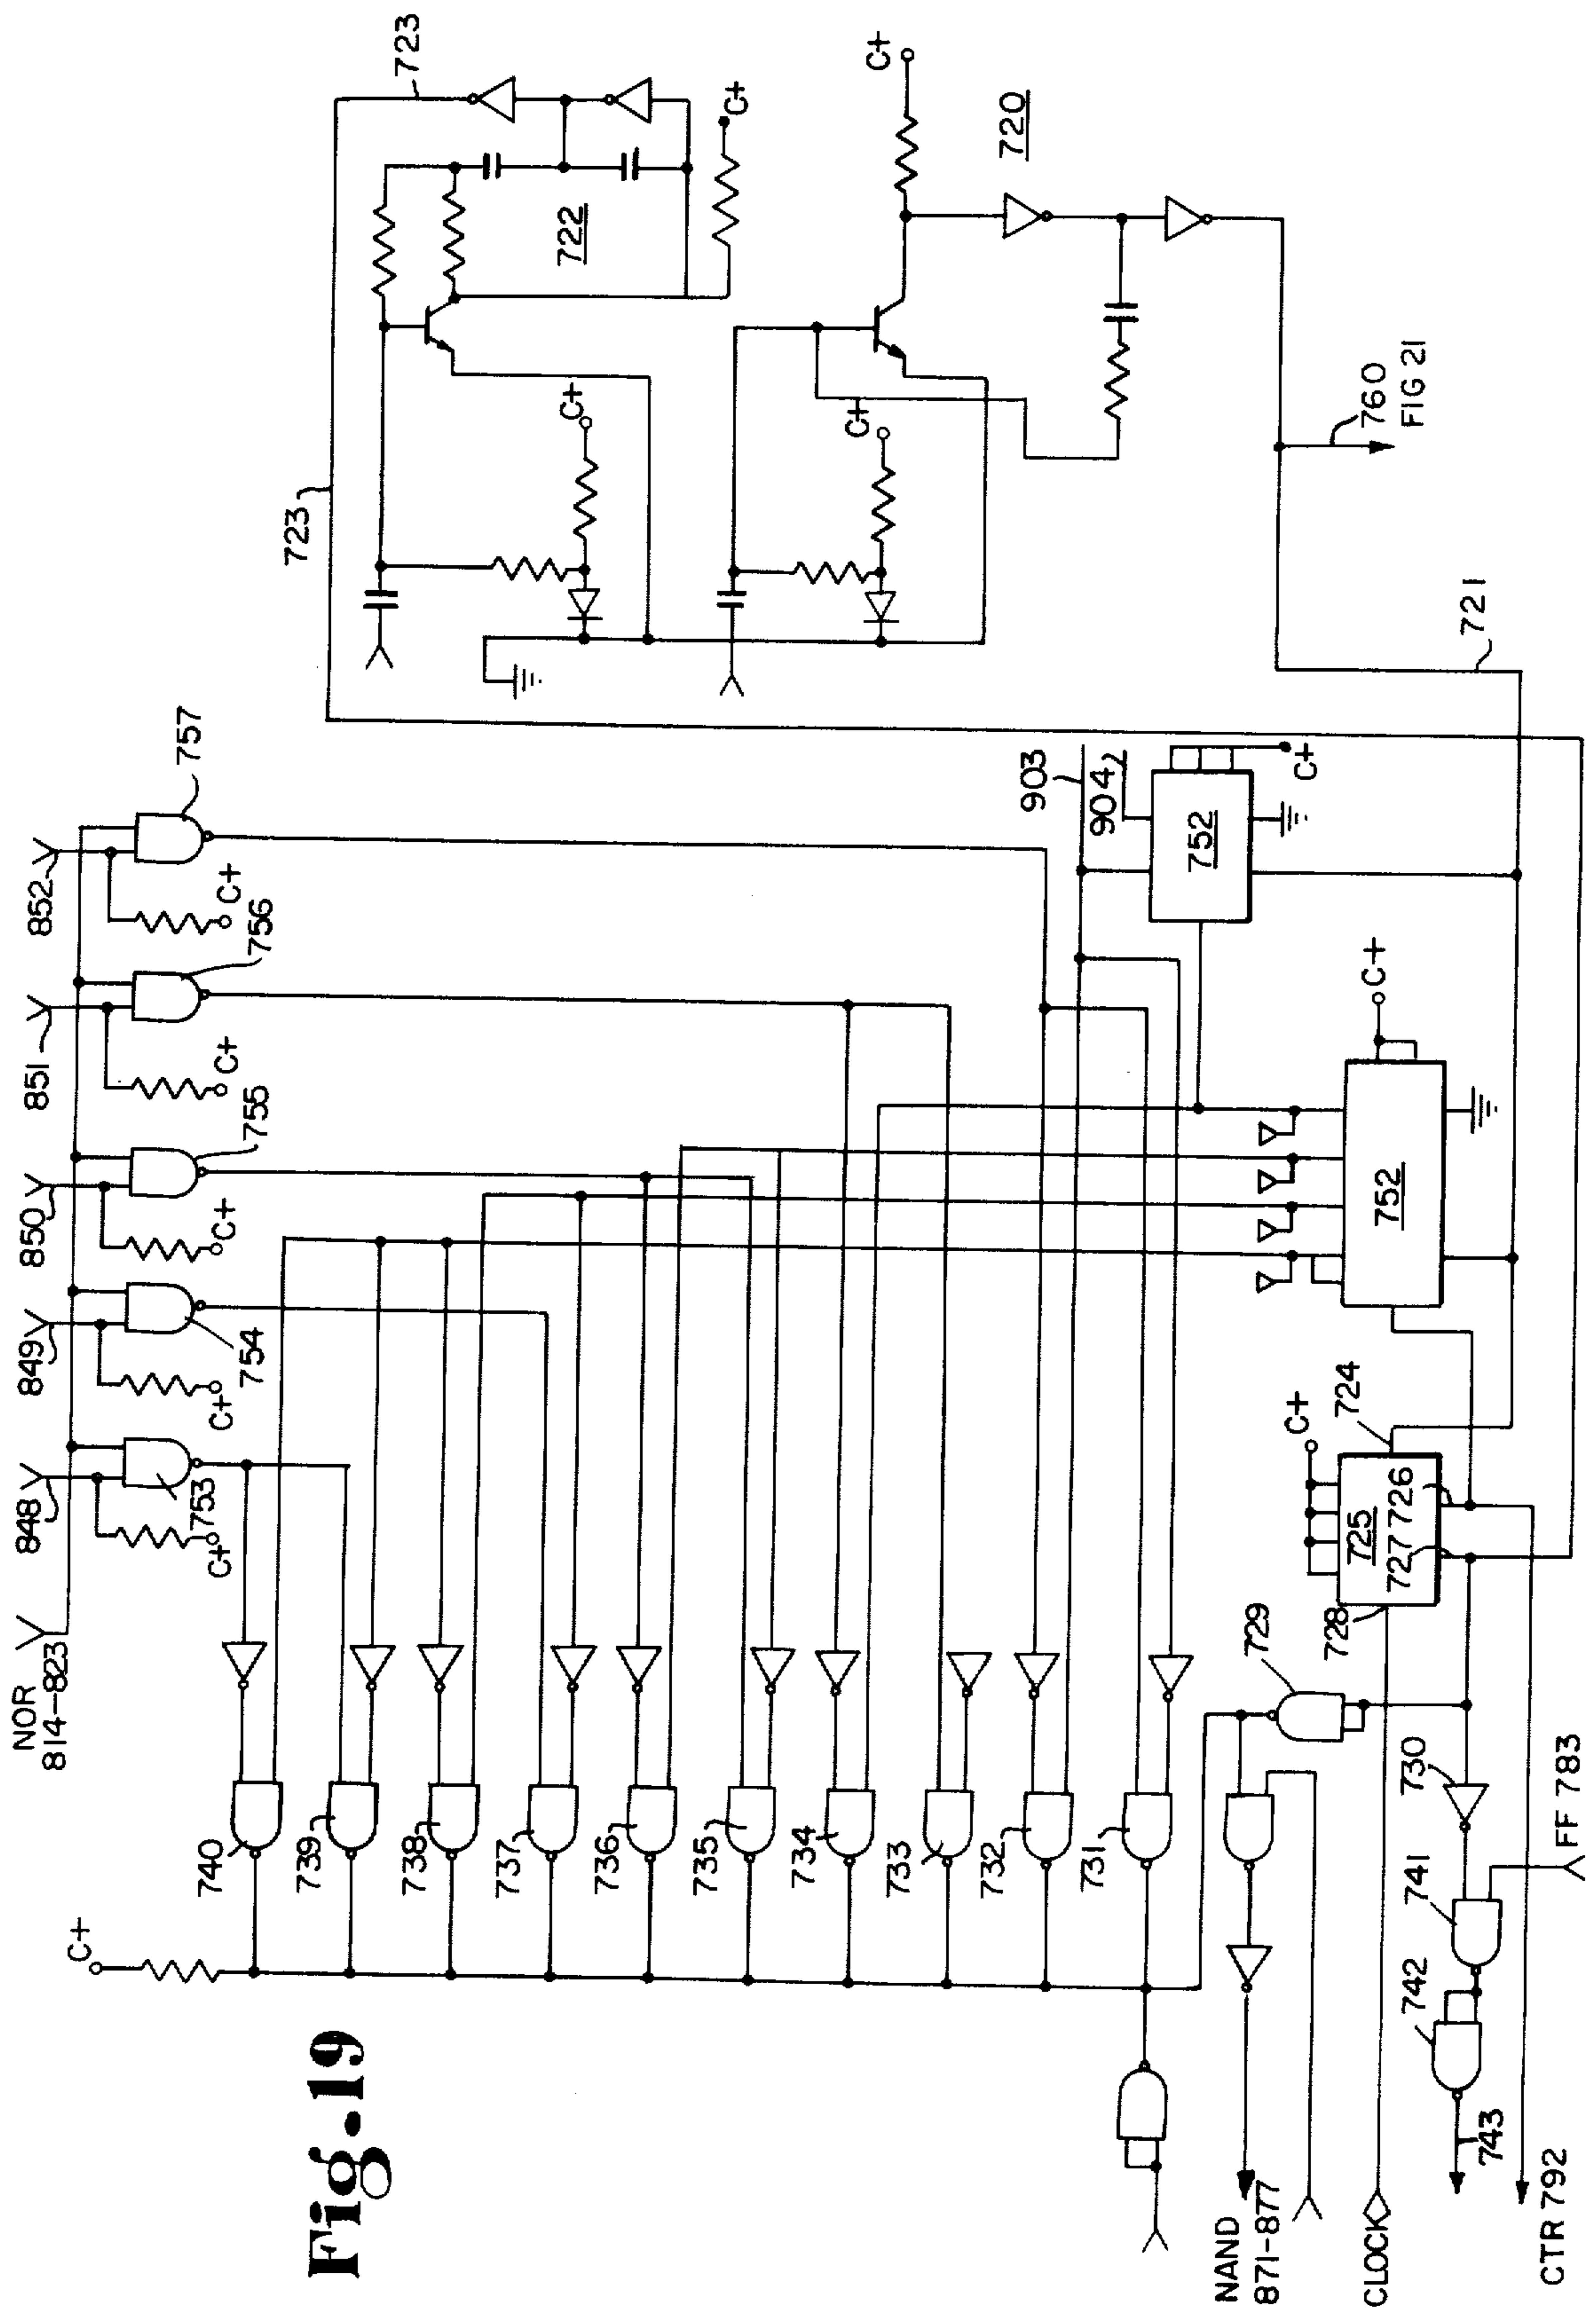 Fig-19
NOR
814-823
848
849
850
851
852
753
754
755
756
757
C+
C+
C+
C+
C+
C+
740
739
738
737
736
735
734
733
732
731
729
730
741
742
743
FF 783
NAND
871-877
CLOCK
CTR 792
728
725
727
726
724
C+
752
C+
752
C+
903
904
723
723
722
C+
C+
720
C+
C+
760
FIG 21
721